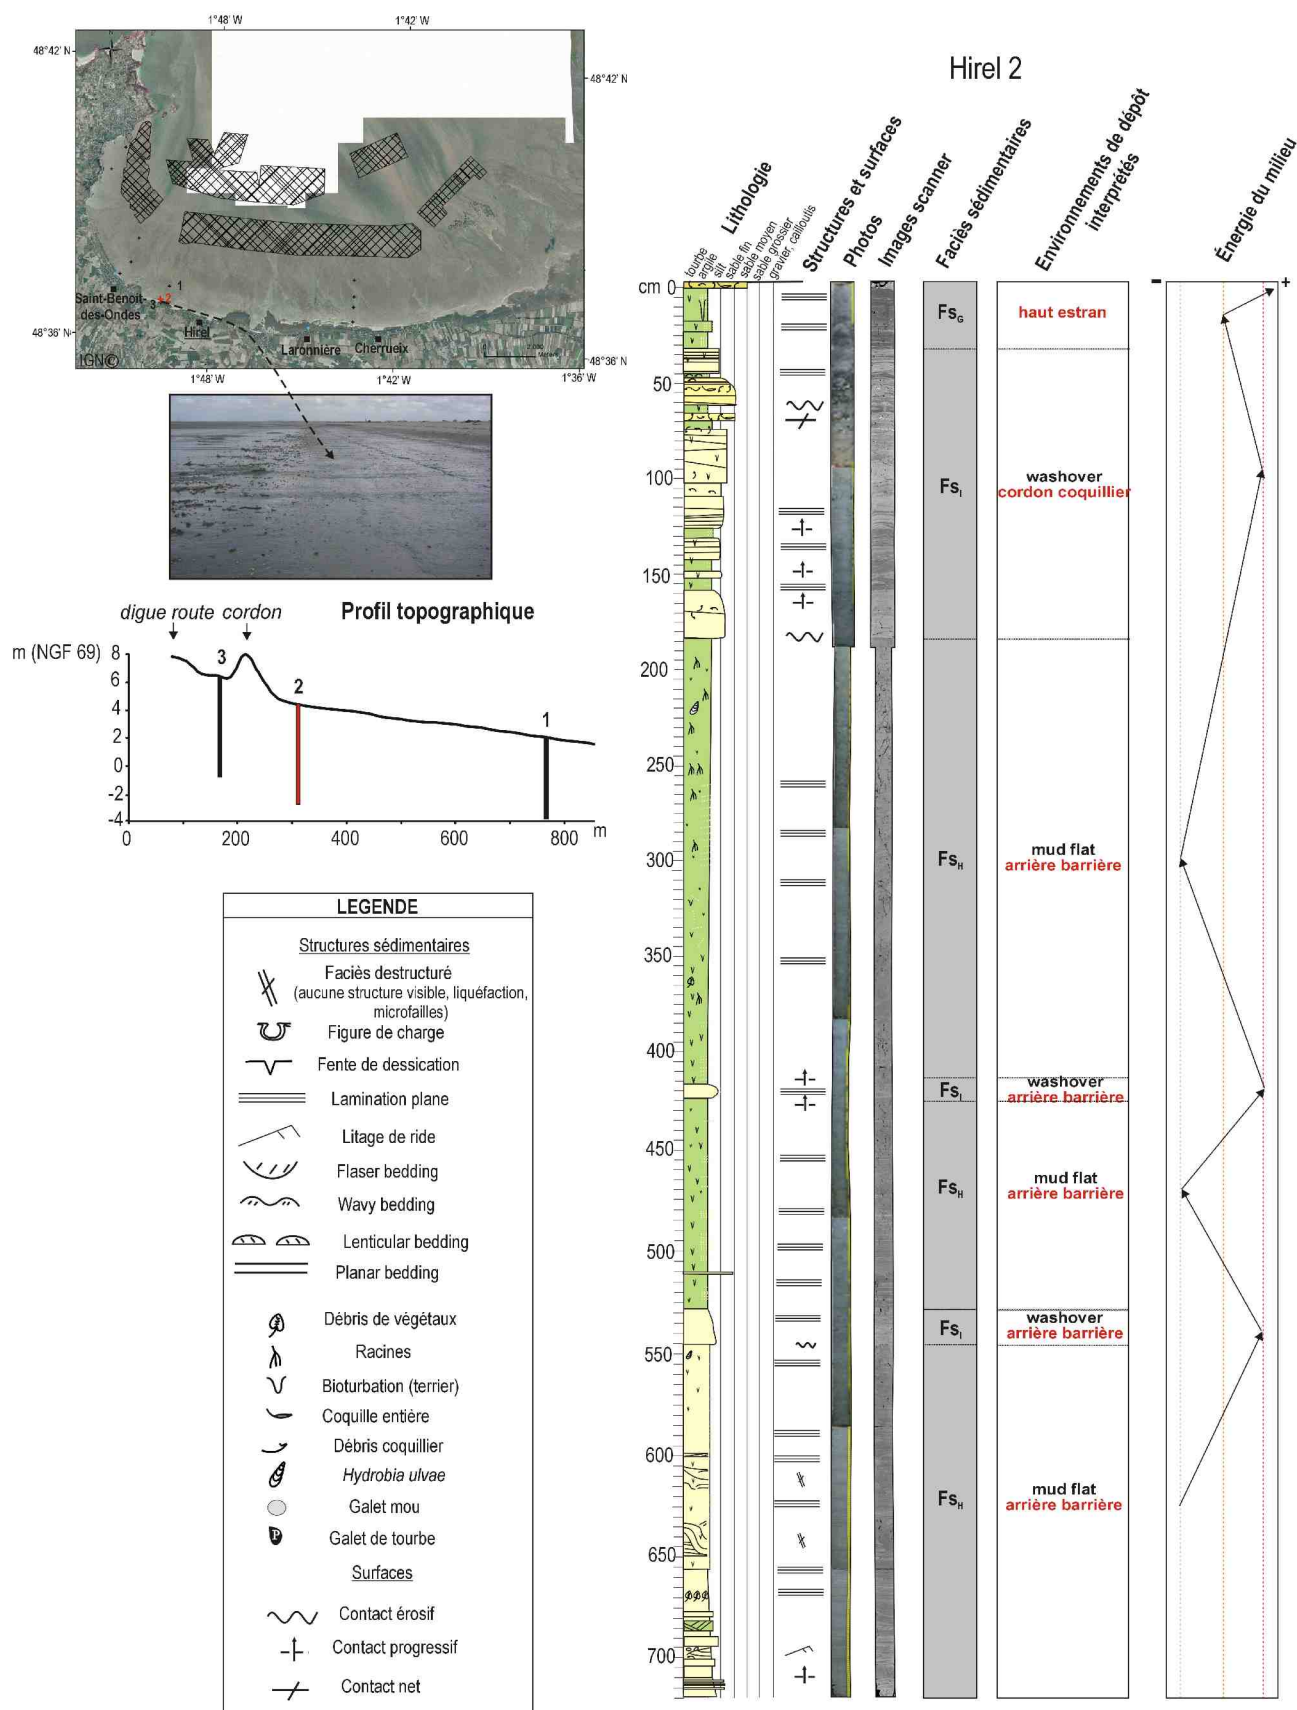 1°48' W
1°42' W
48°42' N
48°42' N
1
2
3
Saint-Benoit-
des-Ondes
Hirel
Laronnière
Cherrueix
48°36' N
48°36' N
IGN©
0
2 000
Meters
1°48' W
1°42' W
1°36' W
digue route cordon
Profil topographique
m (NGF 69)
8
6
4
2
0
-2
-4
3
2
1
0
200
400
600
800
m
LEGENDE
Structures sédimentaires
Faciès destructuré
(aucune structure visible, liquéfaction,
microfailles)
Figure de charge
Fente de dessication
Lamination plane
Litage de ride
Flaser bedding
Wavy bedding
Lenticular bedding
Planar bedding
Débris de végétaux
Racines
Bioturbation (terrier)
Coquille entière
Débris coquillier
Hydrobia ulvae
Galet mou
P
Galet de tourbe
Surfaces
Contact érosif
Contact progressif
Contact net
Hirel 2
Lithologie
tourbe
argile
silt
sable fin
sable moyen
sable grossier
gravier, cailloutis
Structures et surfaces
Photos
Images scanner
Faciès sédimentaires
Environnements de dépôt
interprétés
Énergie du milieu
-
+
cm 0
50
100
150
200
250
300
350
400
450
500
550
600
650
700
FsG
haut estran
FsI
washover
cordon coquillier
FsH
mud flat
arrière barrière
FsI
washover
arrière barrière
FsH
mud flat
arrière barrière
FsI
washover
arrière barrière
FsH
mud flat
arrière barrière